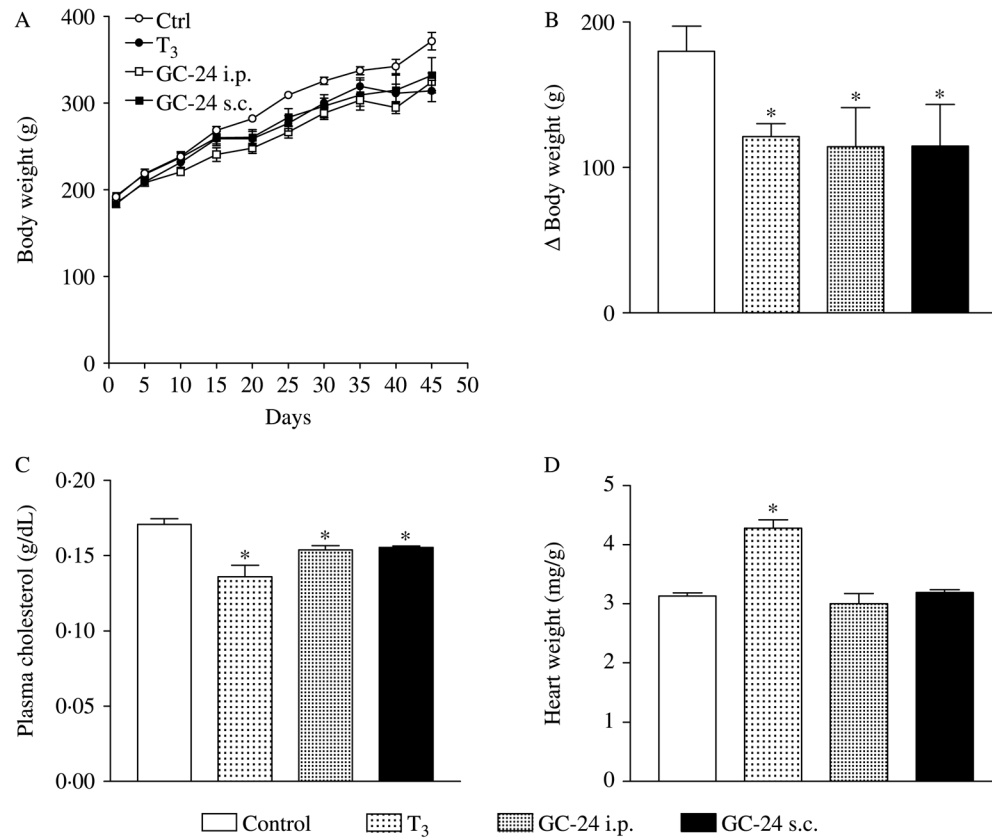 A
400
300
200
100
0
Body weight (g)
Ctrl
T3
GC-24 i.p.
GC-24 s.c.
0 5 10 15 20 25 30 35 40 45 50
Days
B
200
100
0
Δ Body weight (g)
*
*
*
C
0·20
0·15
0·10
0·05
0·00
Plasma cholesterol (g/dL)
*
*
*
D
5
4
3
2
1
0
Heart weight (mg/g)
*
Control T3 GC-24 i.p. GC-24 s.c.